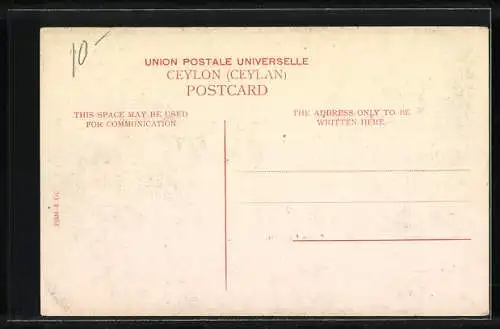 10-
UNION POSTALE UNIVERSELLE
CEYLON (CEYLAN)
POSTCARD
THIS SPACE MAY BE USED
FOR COMMUNICATION
THE ADDRESS ONLY TO BE
WRITTEN HERE.